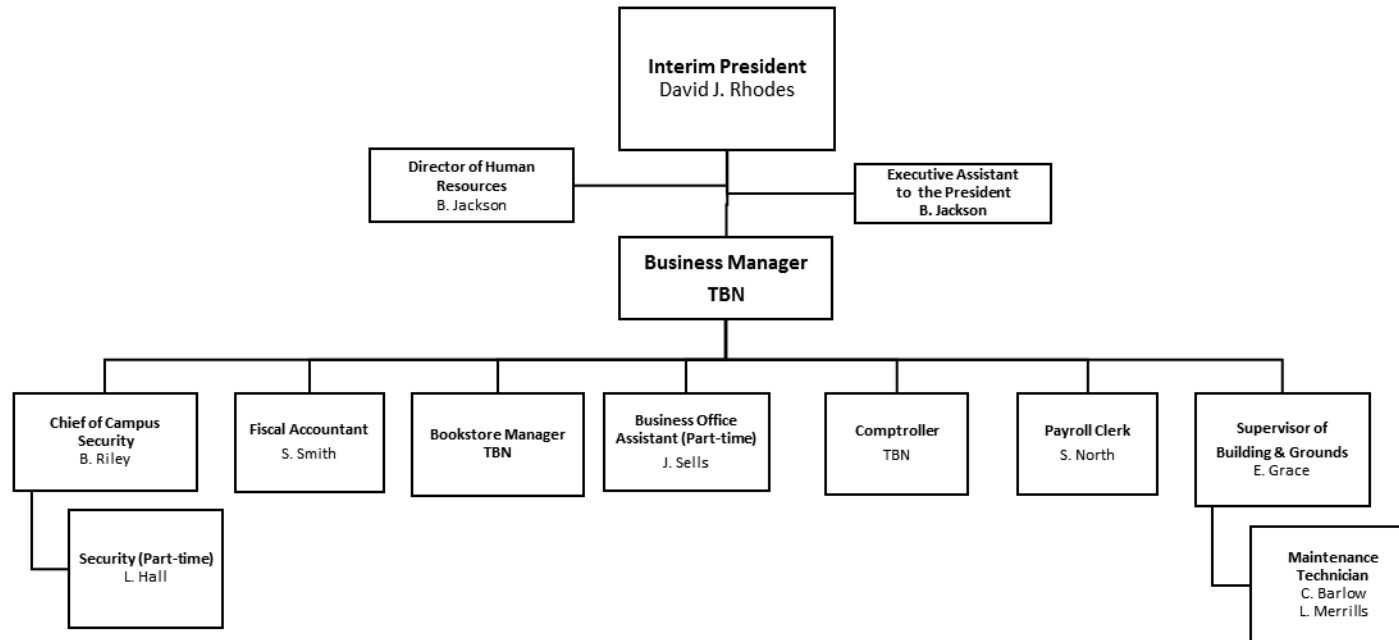 Interim President
David J. Rhodes
Director of Human
Resources
B. Jackson
Executive Assistant
to the President
B. Jackson
Business Manager
TBN
Chief of Campus
Security
B. Riley
Fiscal Accountant
S. Smith
Bookstore Manager
TBN
Business Office
Assistant (Part-time)
J. Sells
Comptroller
TBN
Payroll Clerk
S. North
Supervisor of
Building & Grounds
E. Grace
Security (Part-time)
L. Hall
Maintenance
Technician
C. Barlow
L. Merrills